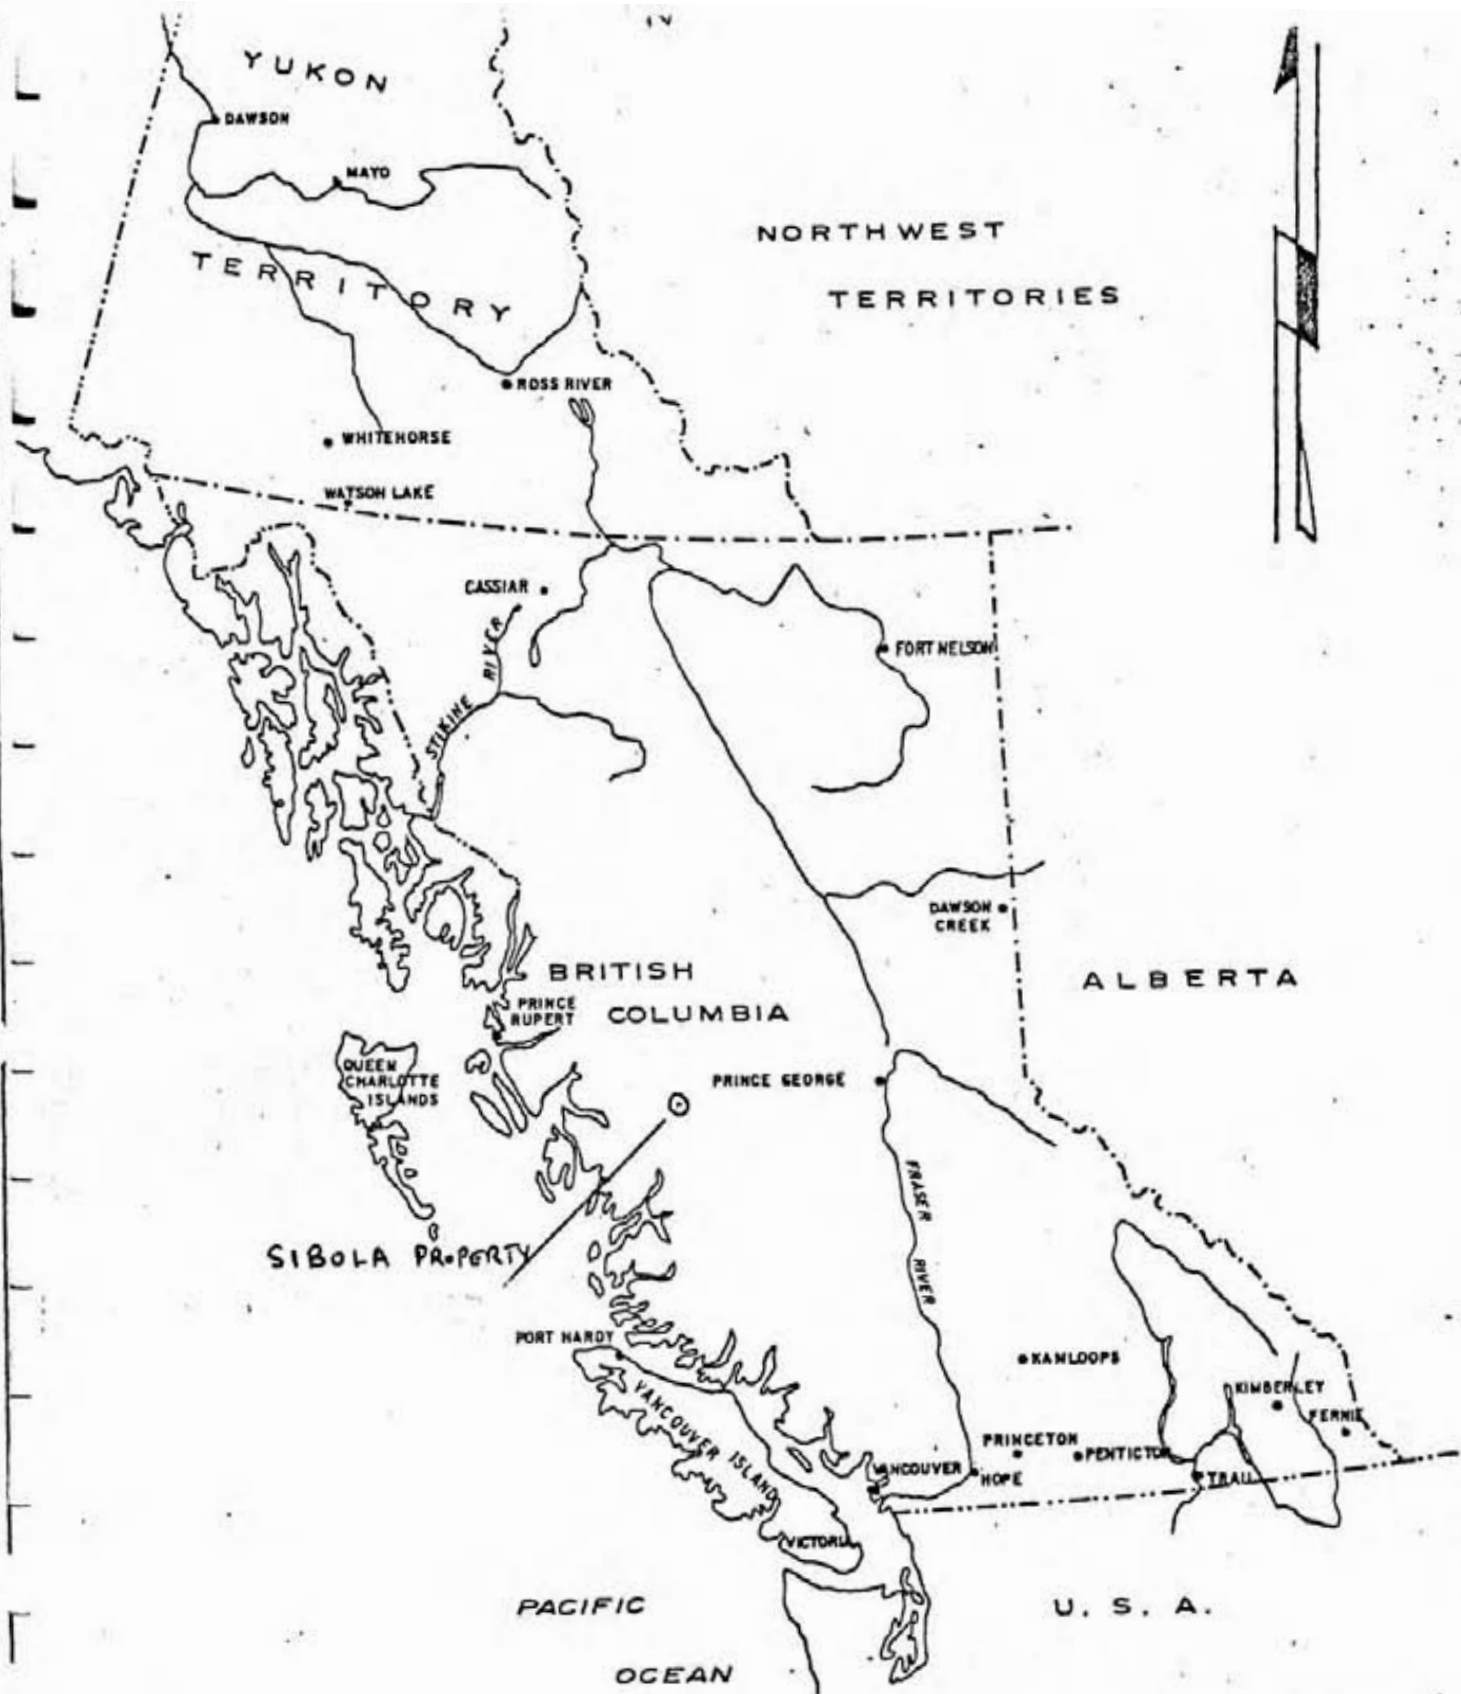 iv
YUKON
DAWSON
MAYO
NORTHWEST
TERRITORIES
TERRITORY
ROSS RIVER
WHITEHORSE
WATSON LAKE
CASSIAR
STIKINE RIVER
FORT NELSON
DAWSON
CREEK
BRITISH
COLUMBIA
ALBERTA
PRINCE
RUPERT
QUEEN
CHARLOTTE
ISLANDS
PRINCE GEORGE
FRASER RIVER
SIBOLA PROPERTY
PORT HARDY
VANCOUVER ISLAND
KAMLOOPS
KIMBERLEY
FERNIE
PRINCETON
PENTICTON
VANCOUVER
HOPE
TRAIL
VICTORIA
PACIFIC
OCEAN
U. S. A.